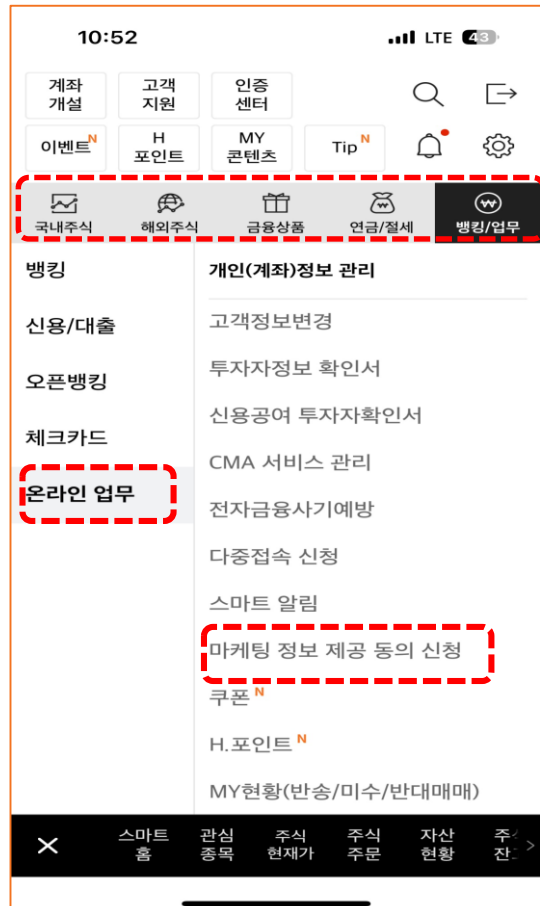 10:52
LTE 43
계좌
개설
고객
지원
인증
센터
이벤트 N
H
포인트
MY
콘텐츠
Tip N
국내주식
해외주식
금융상품
연금/절세
뱅킹/업무
뱅킹
신용/대출
오픈뱅킹
체크카드
온라인 업무
개인(계좌)정보 관리
고객정보변경
투자자정보 확인서
신용공여 투자자확인서
CMA 서비스 관리
전자금융사기예방
다중접속 신청
스마트 알림
마케팅 정보 제공 동의 신청
쿠폰 N
H.포인트 N
MY현황(반송/미수/반대매매)
스마트
홈
관심
종목
주식
현재가
주식
주문
자산
현황